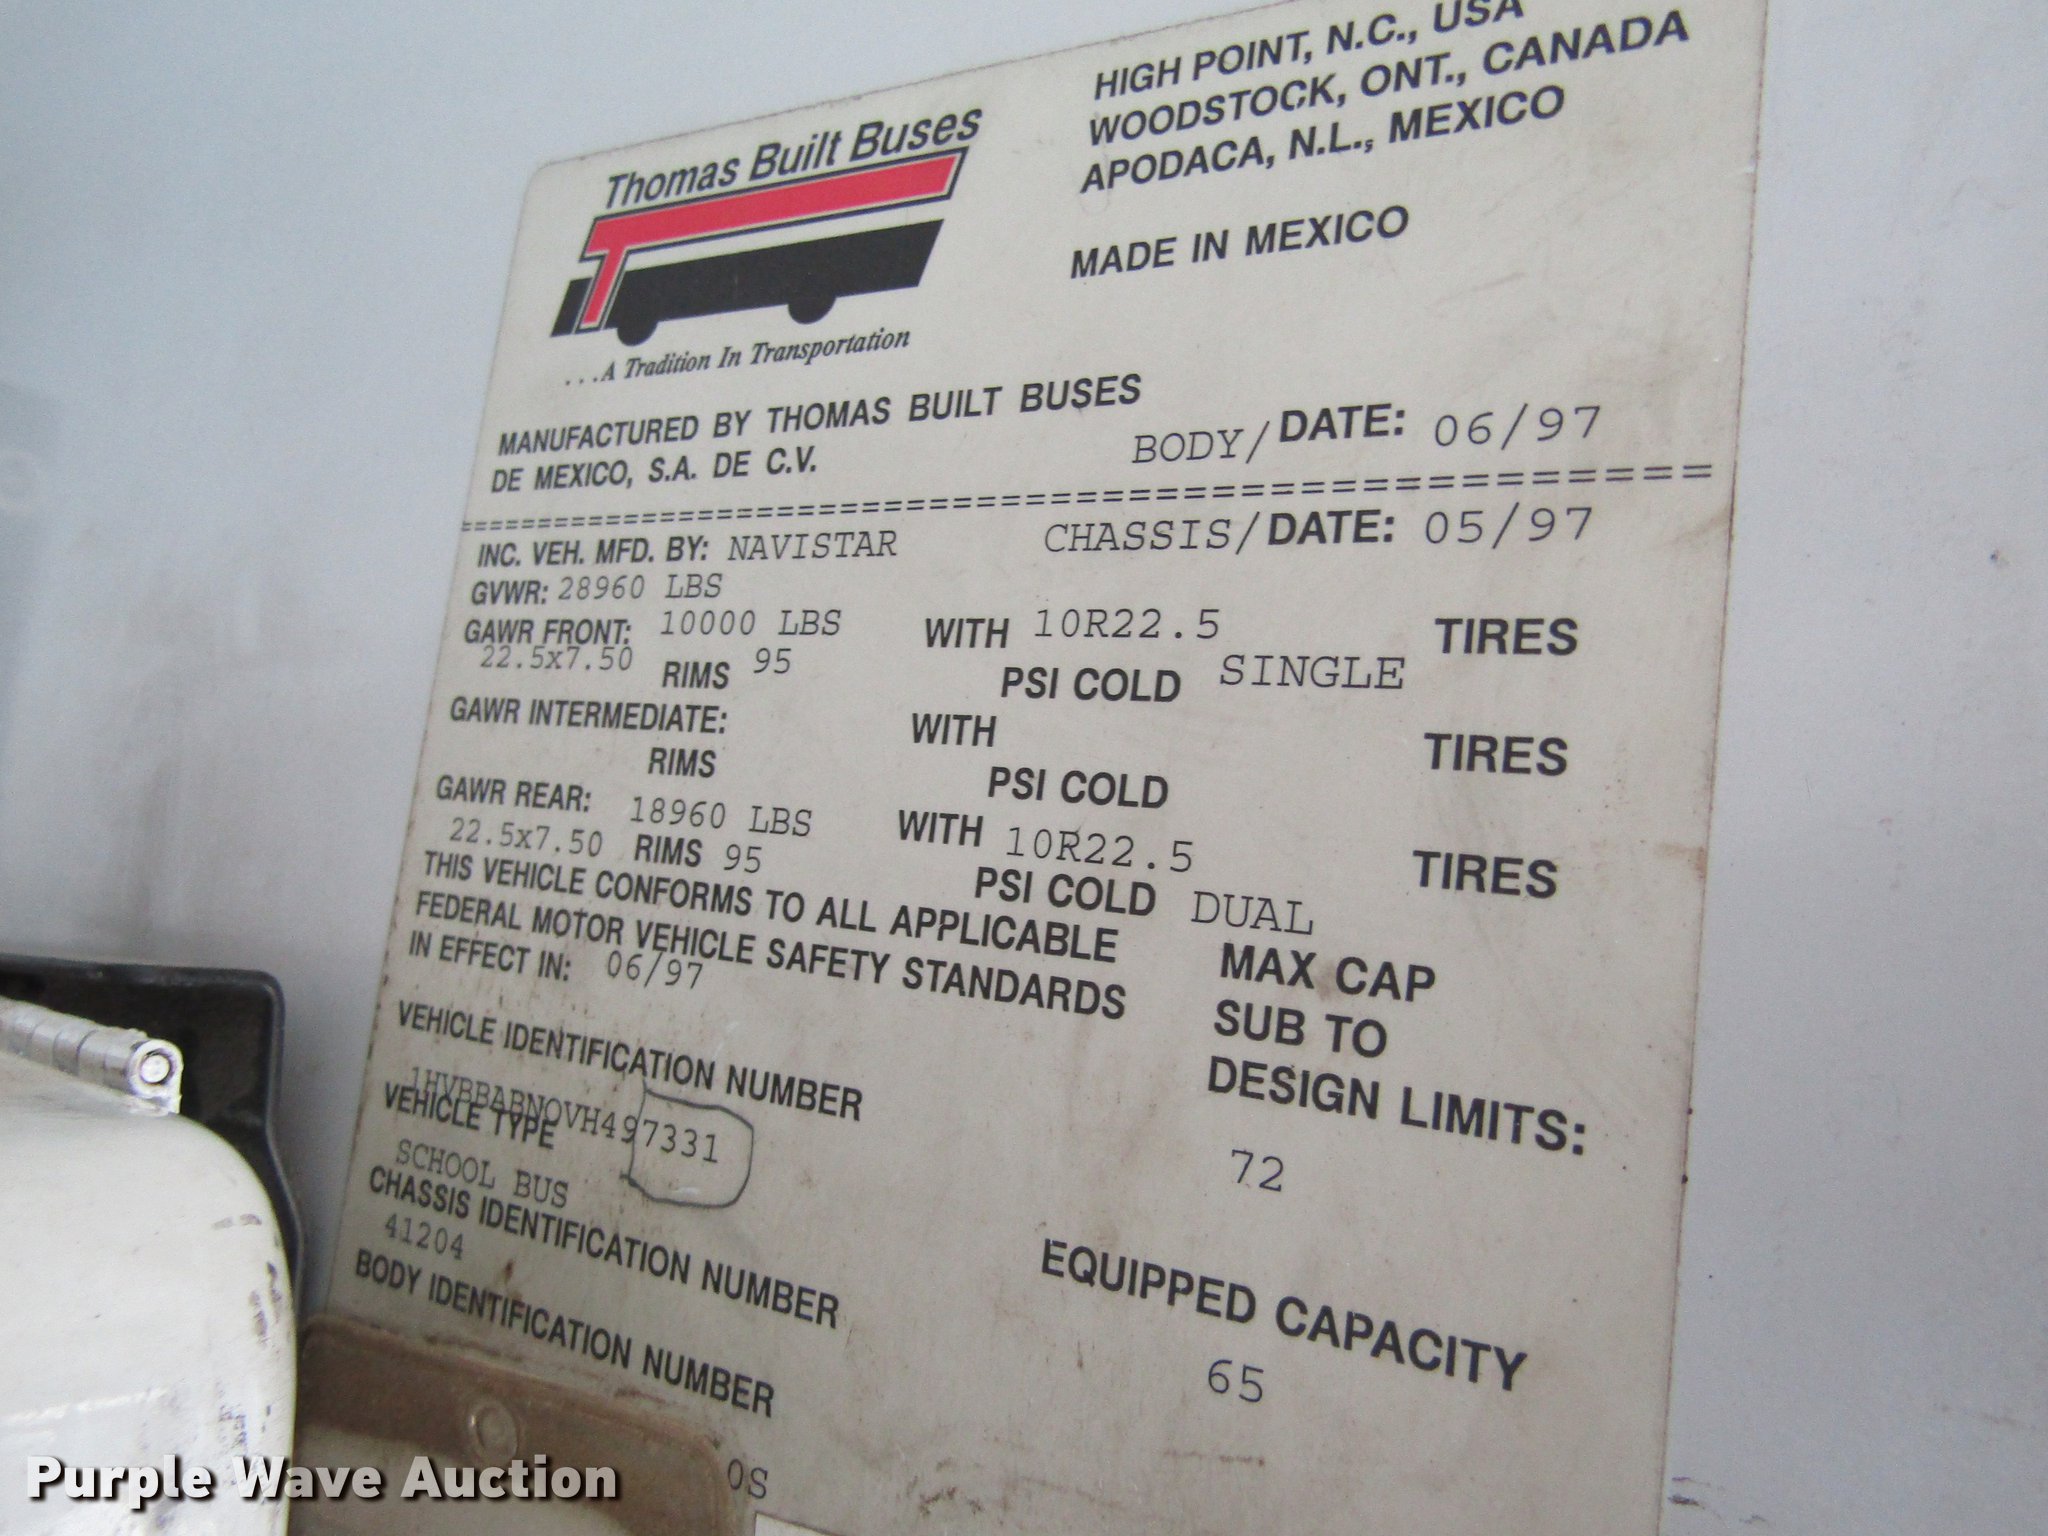 Thomas Built Buses
T
. . . A Tradition In Transportation
HIGH POINT, N.C., USA
WOODSTOCK, ONT., CANADA
APODACA, N.L., MEXICO
MADE IN MEXICO
MANUFACTURED BY THOMAS BUILT BUSES
DE MEXICO, S.A. DE C.V.
BODY/DATE: 06/97
INC. VEH. MFD. BY: NAVISTAR CHASSIS/DATE: 05/97
GVWR: 28960 LBS
GAWR FRONT: 10000 LBS WITH 10R22.5 TIRES
22.5x7.50 RIMS 95 PSI COLD SINGLE
GAWR INTERMEDIATE: WITH TIRES
RIMS PSI COLD
GAWR REAR: 18960 LBS WITH 10R22.5 TIRES
22.5x7.50 RIMS 95 PSI COLD DUAL
THIS VEHICLE CONFORMS TO ALL APPLICABLE
FEDERAL MOTOR VEHICLE SAFETY STANDARDS
IN EFFECT IN: 06/97
MAX CAP
SUB TO
DESIGN LIMITS:
72
VEHICLE IDENTIFICATION NUMBER
1HVBBABN0VH497331
VEHICLE TYPE
SCHOOL BUS
CHASSIS IDENTIFICATION NUMBER
41204
BODY IDENTIFICATION NUMBER
0S
EQUIPPED CAPACITY
65
Purple Wave Auction